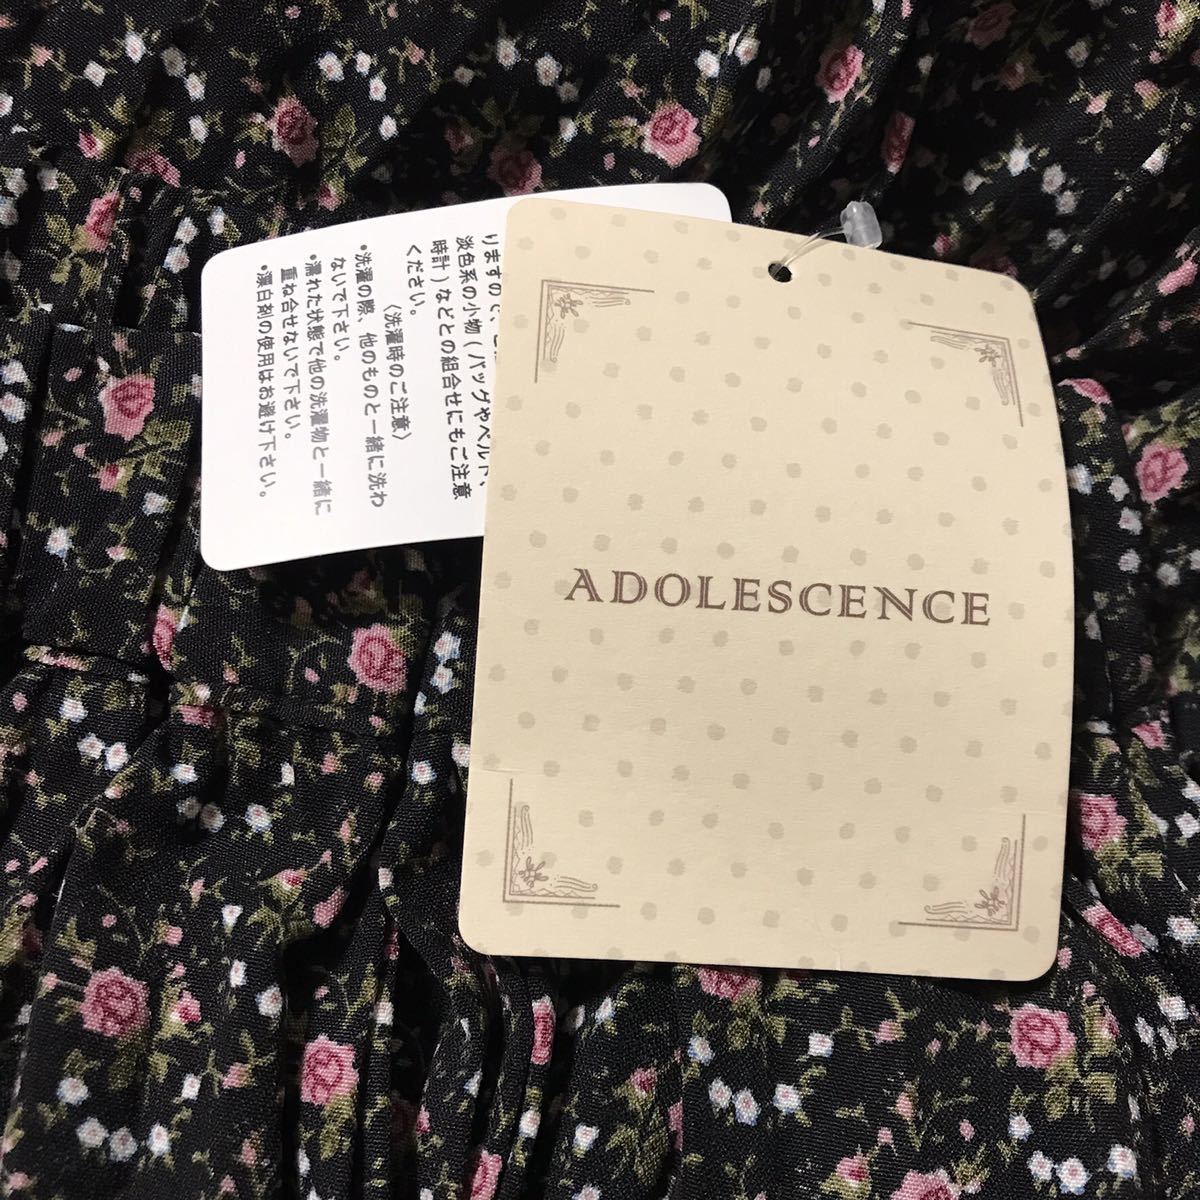 りますので、
淡色系の小物(バッグやベルト、
時計)などとの組合せにもご注意
ください。
〈洗濯時のご注意〉
•洗濯の際、他のものと一緒に洗わ
ないで下さい。
•濡れた状態で他の洗濯物と一緒に
重ね合せないで下さい。
•漂白剤の使用はお避け下さい。
ADOLESCENCE